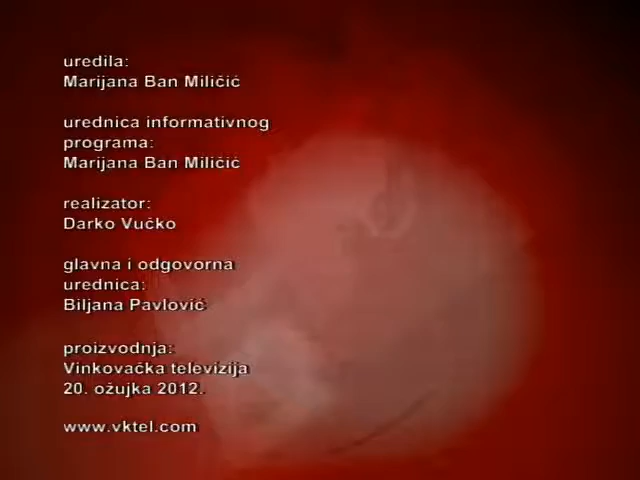 uredila:
Marijana Ban Miličić
urednica informativnog
programa:
Marijana Ban Miličić
realizator:
Darko Vučko
glavna i odgovorna
urednica:
Biljana Pavlović
proizvodnja:
Vinkovačka televizija
20. ožujka 2012.
www.vktel.com